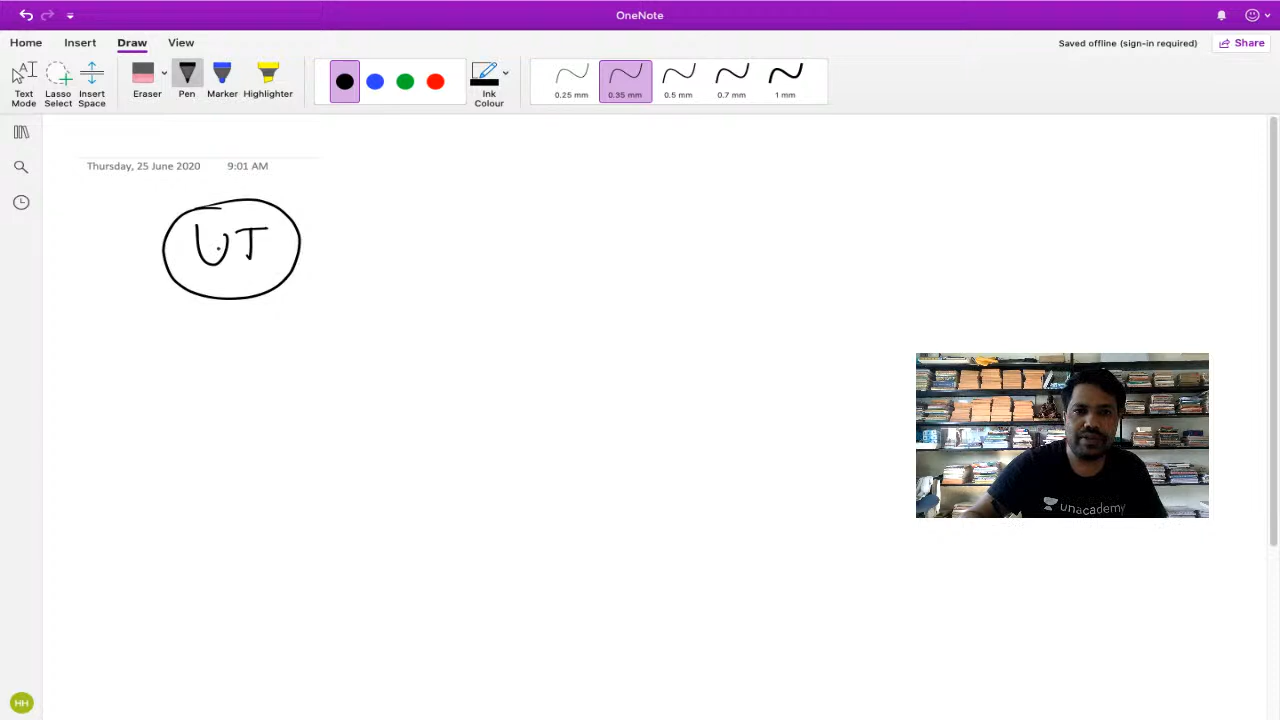 OneNote
Home Insert Draw View
Saved offline (sign-in required) Share
Text Mode
Lasso Select
Insert Space
Eraser
Pen
Marker
Highlighter
Ink Colour
0.25 mm 0.35 mm 0.5 mm 0.7 mm 1 mm
Thursday, 25 June 2020 9:01 AM
UT
unacademy
HH